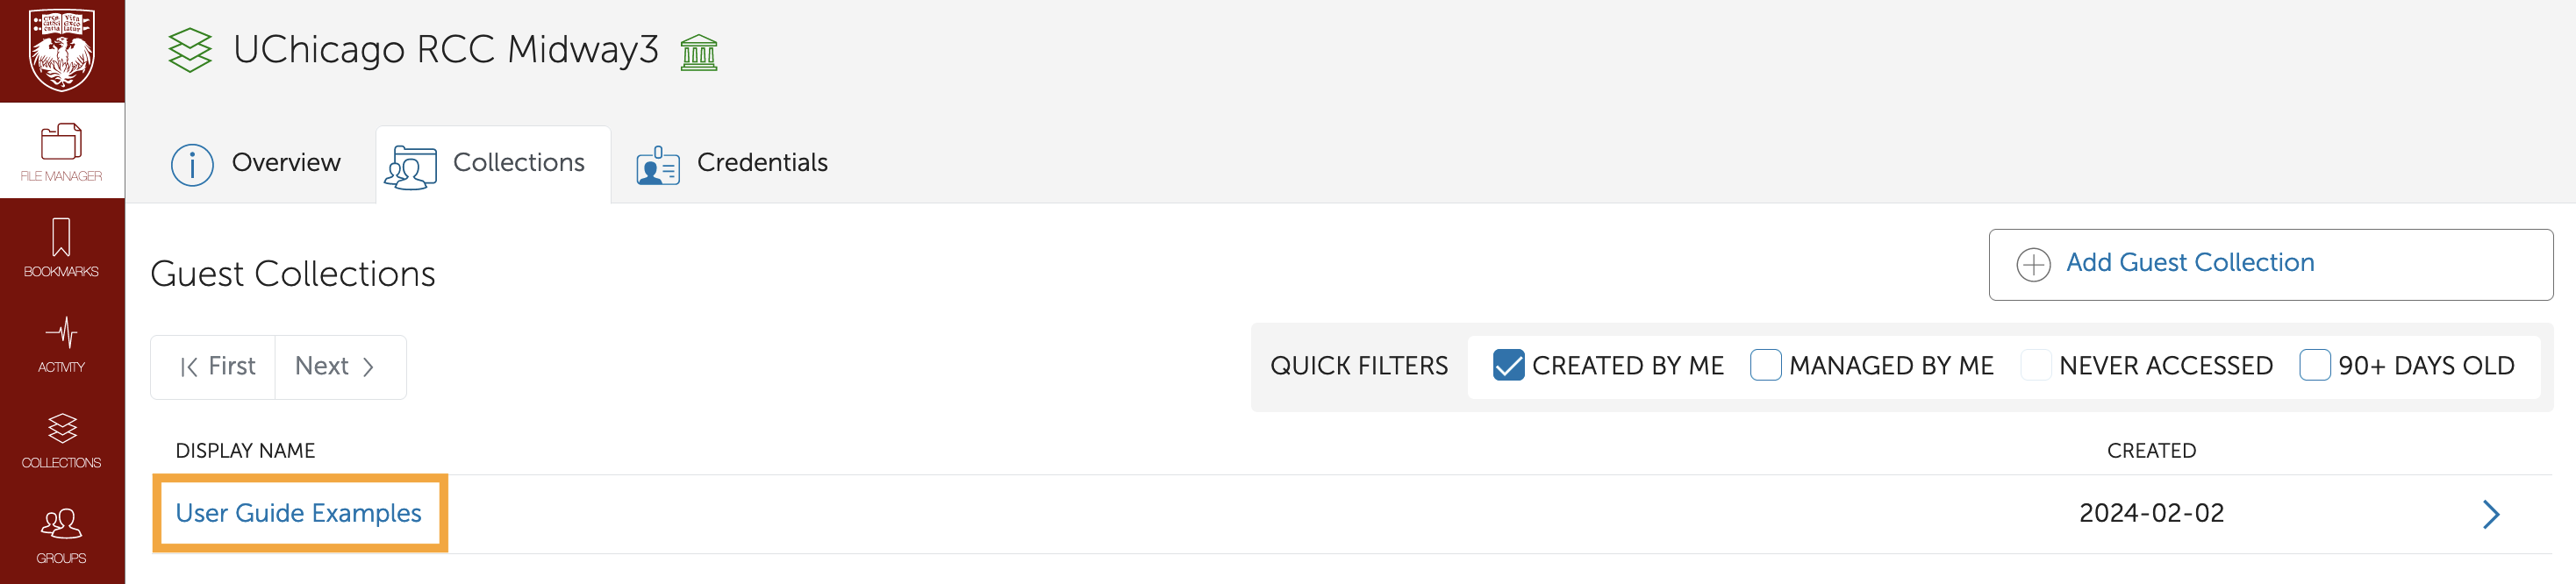 UChicago RCC Midway3
Overview
Collections
Credentials
FILE MANAGER
BOOKMARKS
ACTIVITY
COLLECTIONS
GROUPS
Guest Collections
Add Guest Collection
First
Next
QUICK FILTERS
CREATED BY ME
MANAGED BY ME
NEVER ACCESSED
90+ DAYS OLD
DISPLAY NAME
CREATED
User Guide Examples
2024-02-02